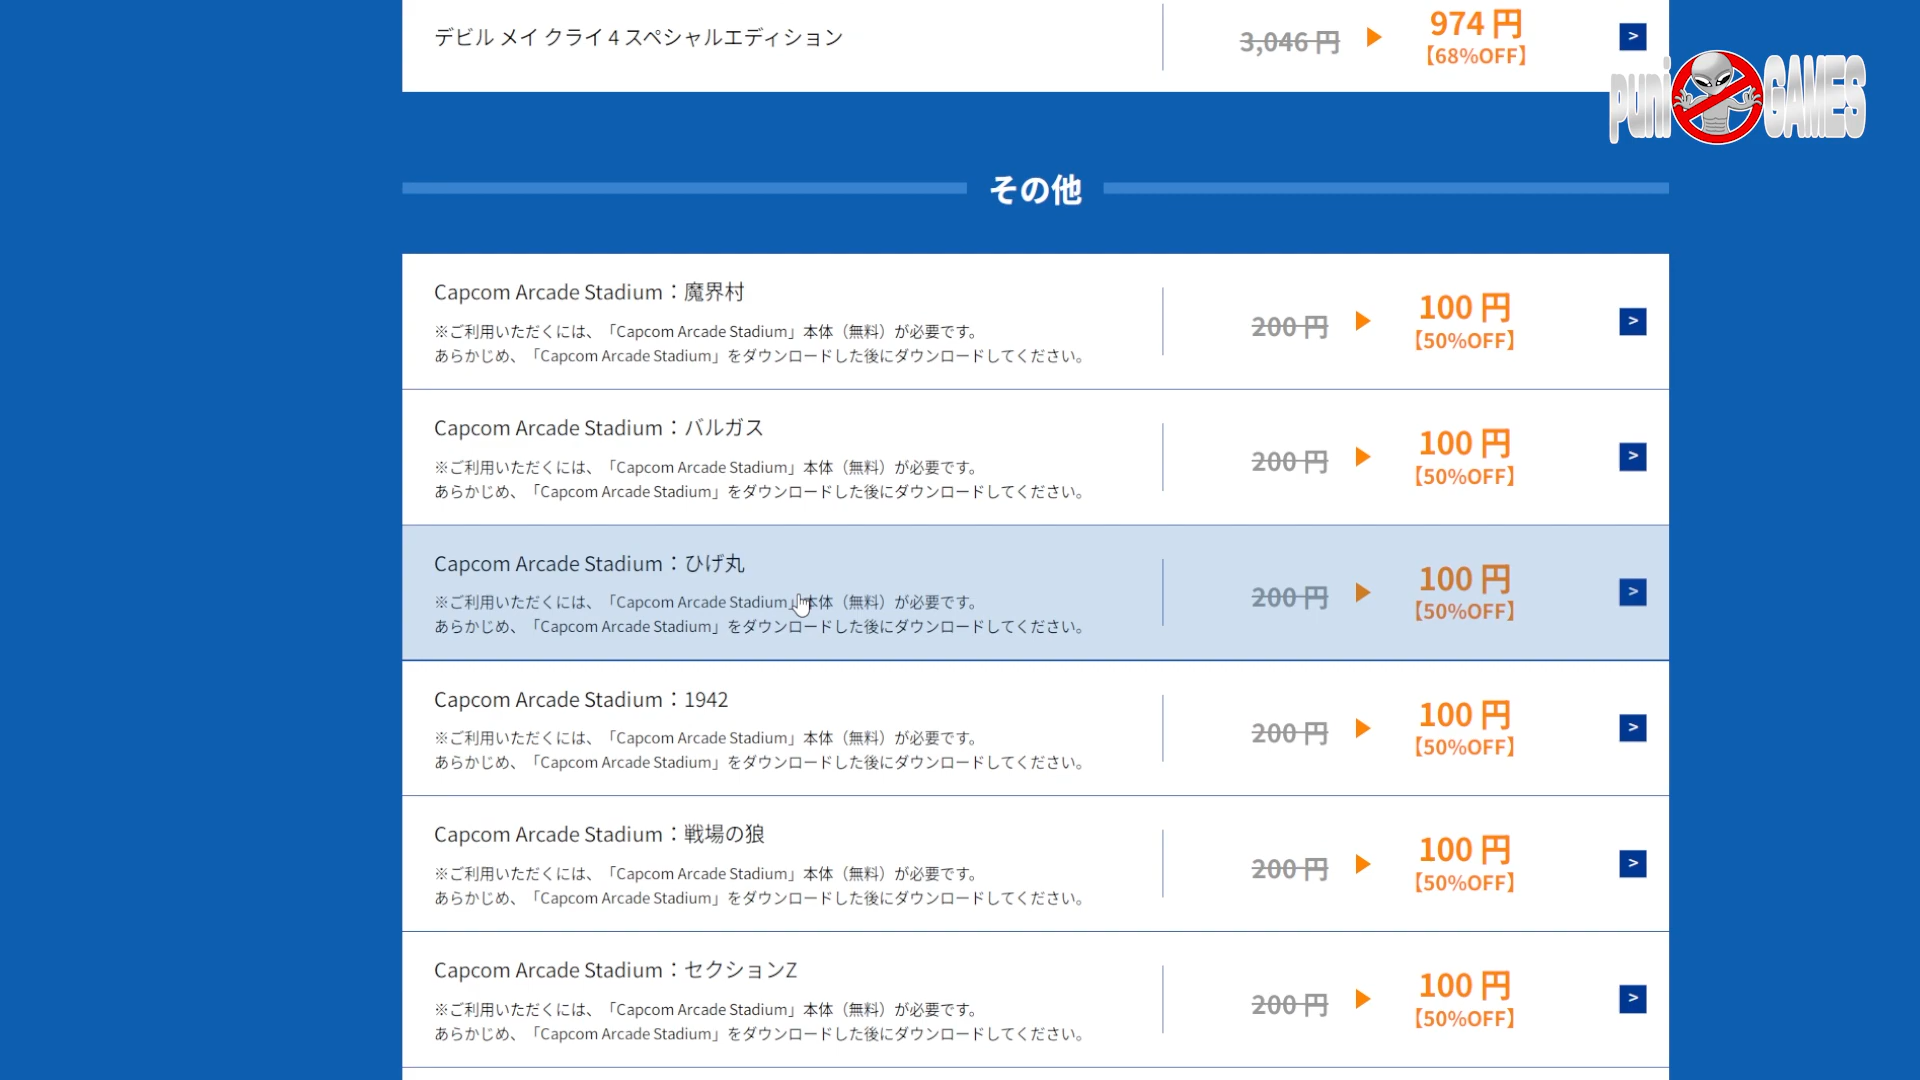 デビル メイ クライ 4 スペシャルエディション
3,046 円
974 円
【68%OFF】
>
puni GAMES
その他
Capcom Arcade Stadium：魔界村
※ご利用いただくには、「Capcom Arcade Stadium」本体（無料）が必要です。
あらかじめ、「Capcom Arcade Stadium」をダウンロードした後にダウンロードしてください。
200 円
100 円
【50%OFF】
>
Capcom Arcade Stadium：バルガス
※ご利用いただくには、「Capcom Arcade Stadium」本体（無料）が必要です。
あらかじめ、「Capcom Arcade Stadium」をダウンロードした後にダウンロードしてください。
200 円
100 円
【50%OFF】
>
Capcom Arcade Stadium：ひげ丸
※ご利用いただくには、「Capcom Arcade Stadium」本体（無料）が必要です。
あらかじめ、「Capcom Arcade Stadium」をダウンロードした後にダウンロードしてください。
200 円
100 円
【50%OFF】
>
Capcom Arcade Stadium：1942
※ご利用いただくには、「Capcom Arcade Stadium」本体（無料）が必要です。
あらかじめ、「Capcom Arcade Stadium」をダウンロードした後にダウンロードしてください。
200 円
100 円
【50%OFF】
>
Capcom Arcade Stadium：戦場の狼
※ご利用いただくには、「Capcom Arcade Stadium」本体（無料）が必要です。
あらかじめ、「Capcom Arcade Stadium」をダウンロードした後にダウンロードしてください。
200 円
100 円
【50%OFF】
>
Capcom Arcade Stadium：セクションZ
※ご利用いただくには、「Capcom Arcade Stadium」本体（無料）が必要です。
あらかじめ、「Capcom Arcade Stadium」をダウンロードした後にダウンロードしてください。
200 円
100 円
【50%OFF】
>